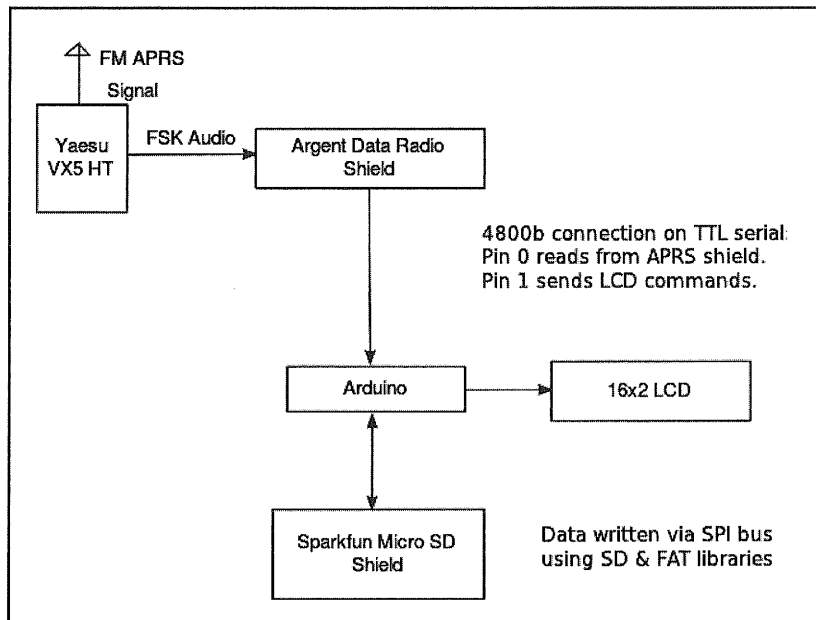 FM APRS
Signal
Yaesu
VX5 HT
FSK Audio
Argent Data Radio
Shield
4800b connection on TTL serial:
Pin 0 reads from APRS shield.
Pin 1 sends LCD commands.
Arduino
16x2 LCD
Sparkfun Micro SD
Shield
Data written via SPI bus
using SD & FAT libraries